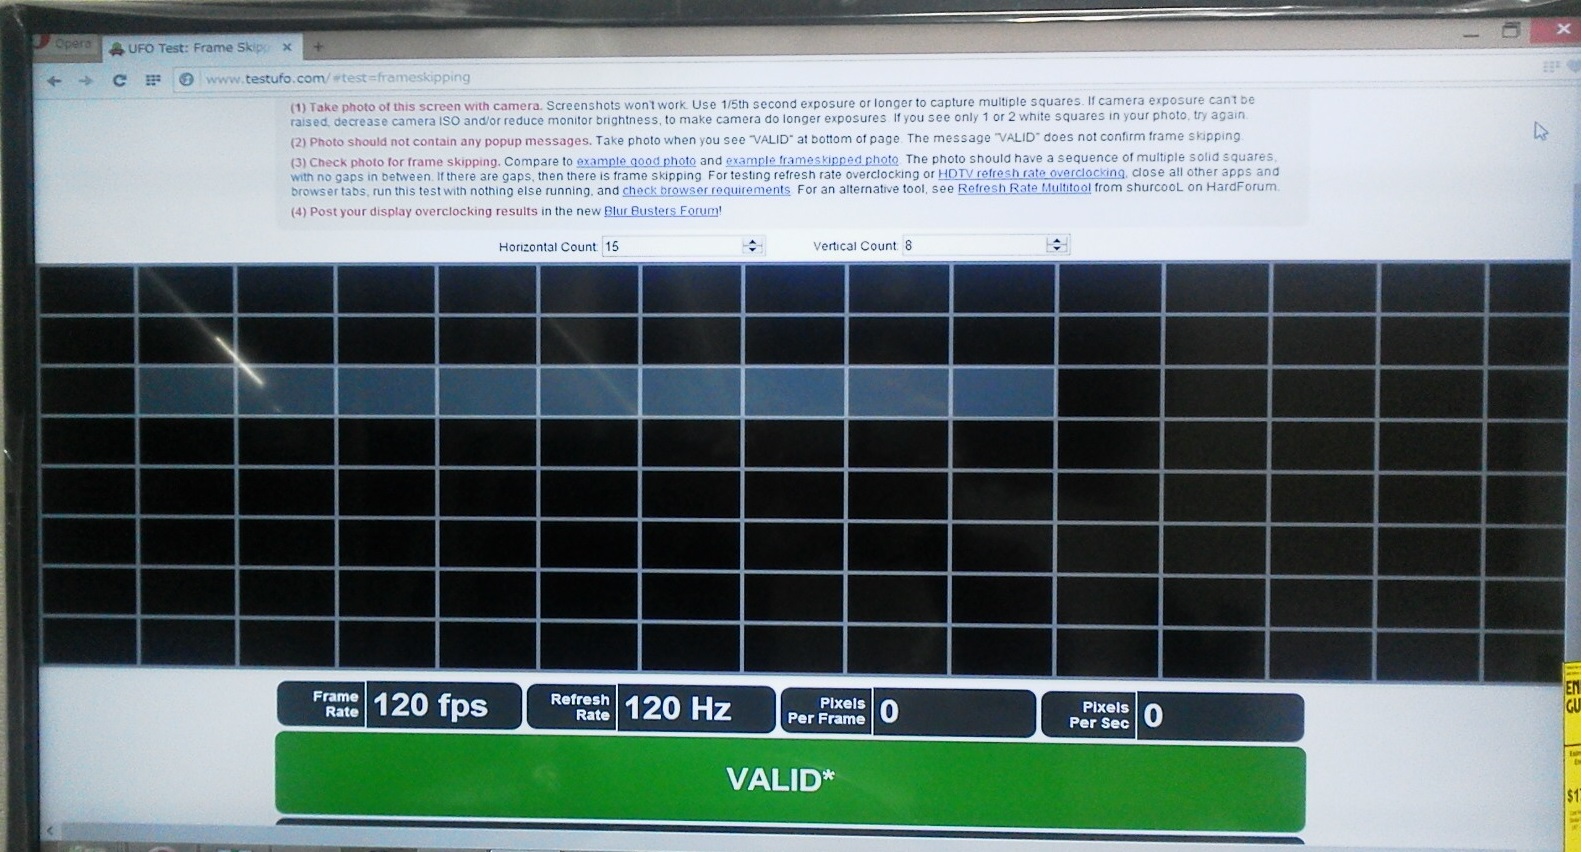 Opera
UFO Test: Frame Skipp
www.testufo.com/#test=frameskipping
(1) Take photo of this screen with camera. Screenshots won't work. Use 1/5th second exposure or longer to capture multiple squares. If camera exposure can't be
raised, decrease camera ISO and/or reduce monitor brightness, to make camera do longer exposures. If you see only 1 or 2 white squares in your photo, try again.
(2) Photo should not contain any popup messages. Take photo when you see "VALID" at bottom of page. The message "VALID" does not confirm frame skipping.
(3) Check photo for frame skipping. Compare to example good photo and example frameskipped photo. The photo should have a sequence of multiple solid squares,
with no gaps in between. If there are gaps, then there is frame skipping. For testing refresh rate overclocking or HDTV refresh rate overclocking, close all other apps and
browser tabs, run this test with nothing else running, and check browser requirements. For an alternative tool, see Refresh Rate Multitool from shurcooL on HardForum.
(4) Post your display overclocking results in the new Blur Busters Forum!
Horizontal Count: 15 Vertical Count: 8
Frame Rate 120 fps Refresh Rate 120 Hz Pixels Per Frame 0 Pixels Per Sec 0
VALID*
EN
GU
$1